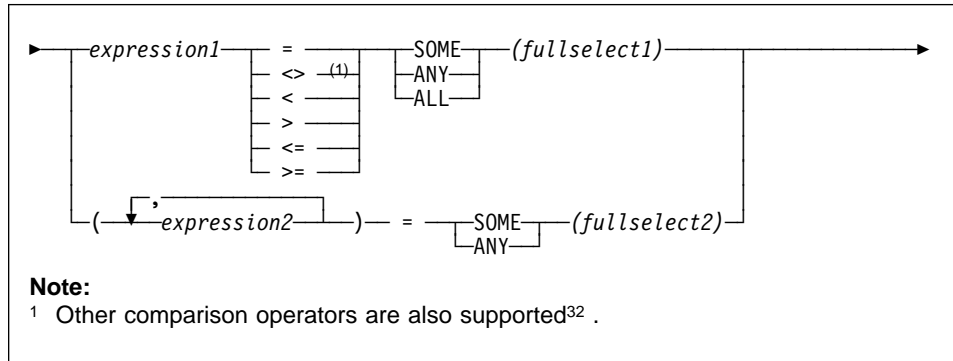 expression1 = SOME (fullselect1)
<> (1) ANY
< ALL
>
<=
>=
,
( expression2 ) = SOME (fullselect2)
ANY
Note:
1 Other comparison operators are also supported32 .